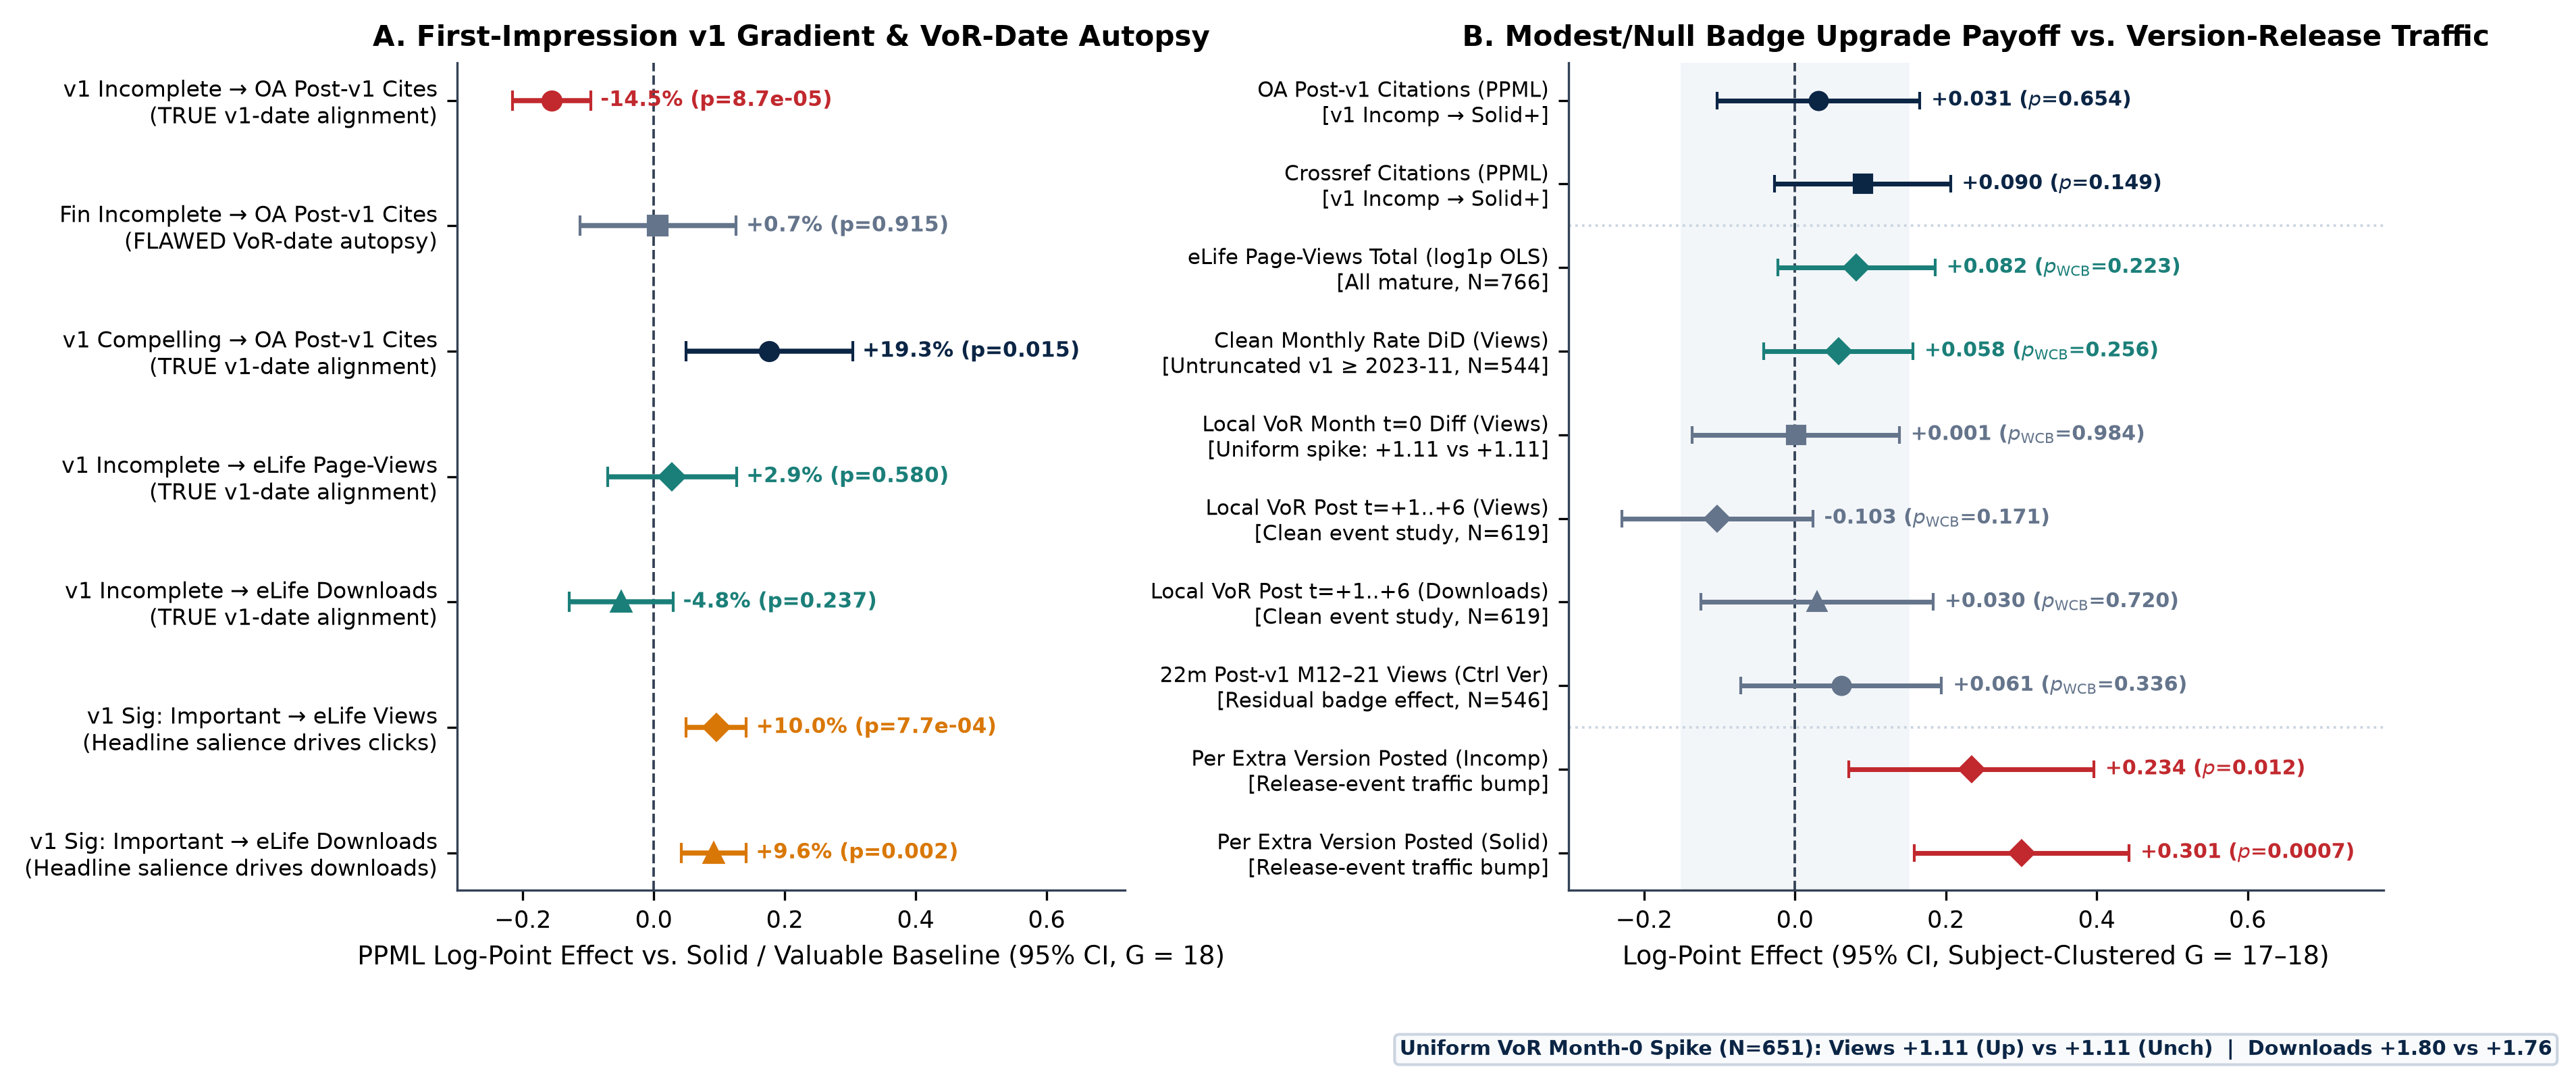 A. First-Impression v1 Gradient & VoR-Date Autopsy
v1 Incomplete → OA Post-v1 Cites
(TRUE v1-date alignment)
-14.5% (p=8.7e-05)
Fin Incomplete → OA Post-v1 Cites
(FLAWED VoR-date autopsy)
+0.7% (p=0.915)
v1 Compelling → OA Post-v1 Cites
(TRUE v1-date alignment)
+19.3% (p=0.015)
v1 Incomplete → eLife Page-Views
(TRUE v1-date alignment)
+2.9% (p=0.580)
v1 Incomplete → eLife Downloads
(TRUE v1-date alignment)
-4.8% (p=0.237)
v1 Sig: Important → eLife Views
(Headline salience drives clicks)
+10.0% (p=7.7e-04)
v1 Sig: Important → eLife Downloads
(Headline salience drives downloads)
+9.6% (p=0.002)
−0.2 0.0 0.2 0.4 0.6
PPML Log-Point Effect vs. Solid / Valuable Baseline (95% CI, G = 18)
B. Modest/Null Badge Upgrade Payoff vs. Version-Release Traffic
OA Post-v1 Citations (PPML)
[v1 Incomp → Solid+]
+0.031 (p=0.654)
Crossref Citations (PPML)
[v1 Incomp → Solid+]
+0.090 (p=0.149)
eLife Page-Views Total (log1p OLS)
[All mature, N=766]
+0.082 (pWCB=0.223)
Clean Monthly Rate DiD (Views)
[Untruncated v1 ≥ 2023-11, N=544]
+0.058 (pWCB=0.256)
Local VoR Month t=0 Diff (Views)
[Uniform spike: +1.11 vs +1.11]
+0.001 (pWCB=0.984)
Local VoR Post t=+1..+6 (Views)
[Clean event study, N=619]
-0.103 (pWCB=0.171)
Local VoR Post t=+1..+6 (Downloads)
[Clean event study, N=619]
+0.030 (pWCB=0.720)
22m Post-v1 M12–21 Views (Ctrl Ver)
[Residual badge effect, N=546]
+0.061 (pWCB=0.336)
Per Extra Version Posted (Incomp)
[Release-event traffic bump]
+0.234 (p=0.012)
Per Extra Version Posted (Solid)
[Release-event traffic bump]
+0.301 (p=0.0007)
−0.2 0.0 0.2 0.4 0.6
Log-Point Effect (95% CI, Subject-Clustered G = 17–18)
Uniform VoR Month-0 Spike (N=651): Views +1.11 (Up) vs +1.11 (Unch) | Downloads +1.80 vs +1.76